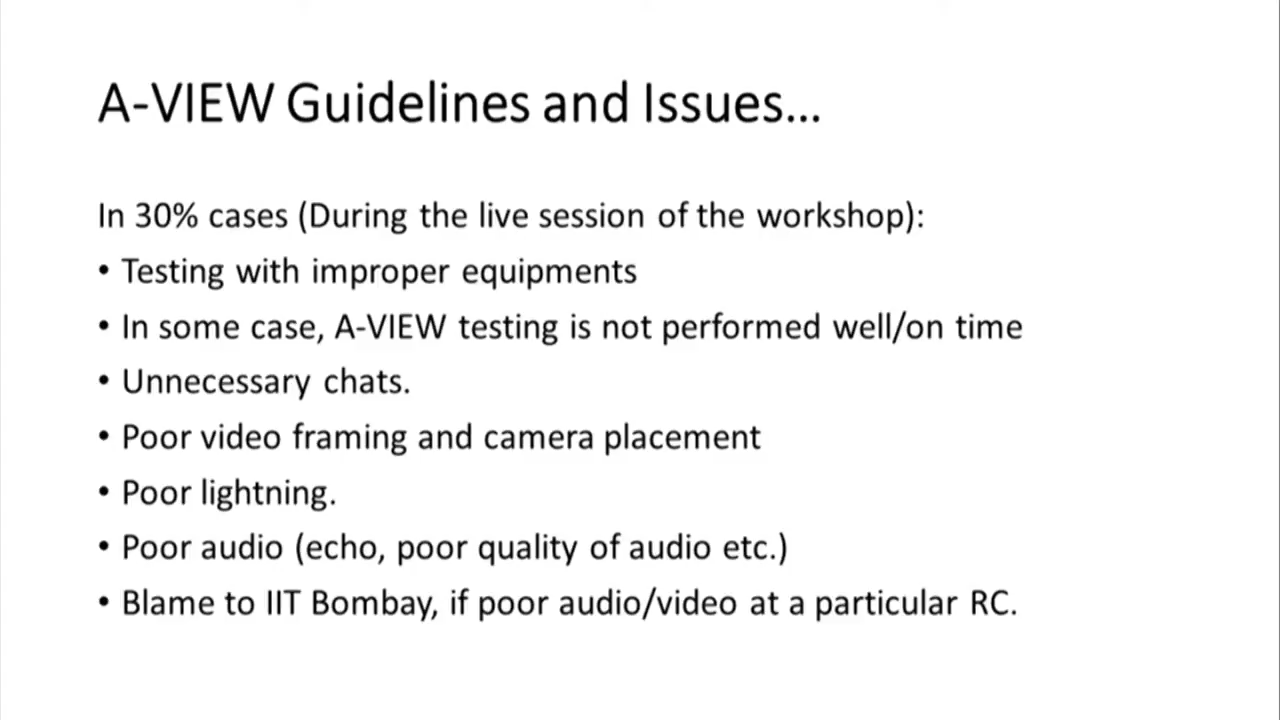 A-VIEW Guidelines and Issues...
In 30% cases (During the live session of the workshop):
• Testing with improper equipments
• In some case, A-VIEW testing is not performed well/on time
• Unnecessary chats.
• Poor video framing and camera placement
• Poor lightning.
• Poor audio (echo, poor quality of audio etc.)
• Blame to IIT Bombay, if poor audio/video at a particular RC.